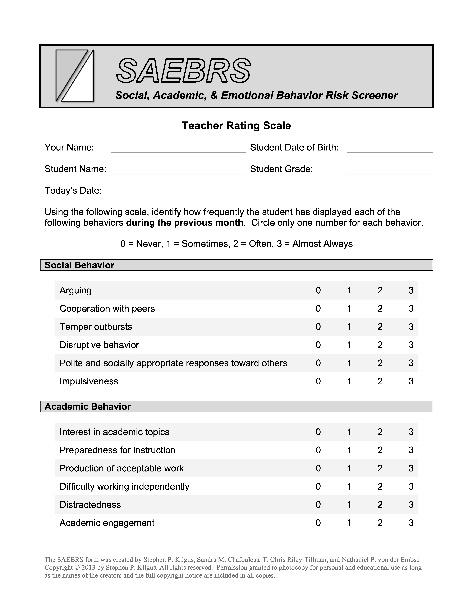 SAEBRS
Social, Academic, & Emotional Behavior Risk Screener
Teacher Rating Scale
Your Name: Student Date of Birth:
Student Name: Student Grade:
Today's Date:
Using the following scale, identify how frequently the student has displayed each of the
following behaviors during the previous month. Circle only one number for each behavior.
0 = Never, 1 = Sometimes, 2 = Often, 3 = Almost Always
Social Behavior
Arguing 0 1 2 3
Cooperation with peers 0 1 2 3
Temper outbursts 0 1 2 3
Disruptive behavior 0 1 2 3
Polite and socially appropriate responses toward others 0 1 2 3
Impulsiveness 0 1 2 3
Academic Behavior
Interest in academic topics 0 1 2 3
Preparedness for instruction 0 1 2 3
Production of acceptable work 0 1 2 3
Difficulty working independently 0 1 2 3
Distractedness 0 1 2 3
Academic engagement 0 1 2 3
The SAEBRS form was created by Stephen P. Kilgus, Sandra M. Chafouleas, T. Chris Riley-Tillman, and Nathaniel P. von der Embse
Copyright © 2013 by Stephen P. Kilgus. All rights reserved. Permission granted to photocopy for personal and educational use as long
as the names of the creators and the full copyright notice are included in all copies.